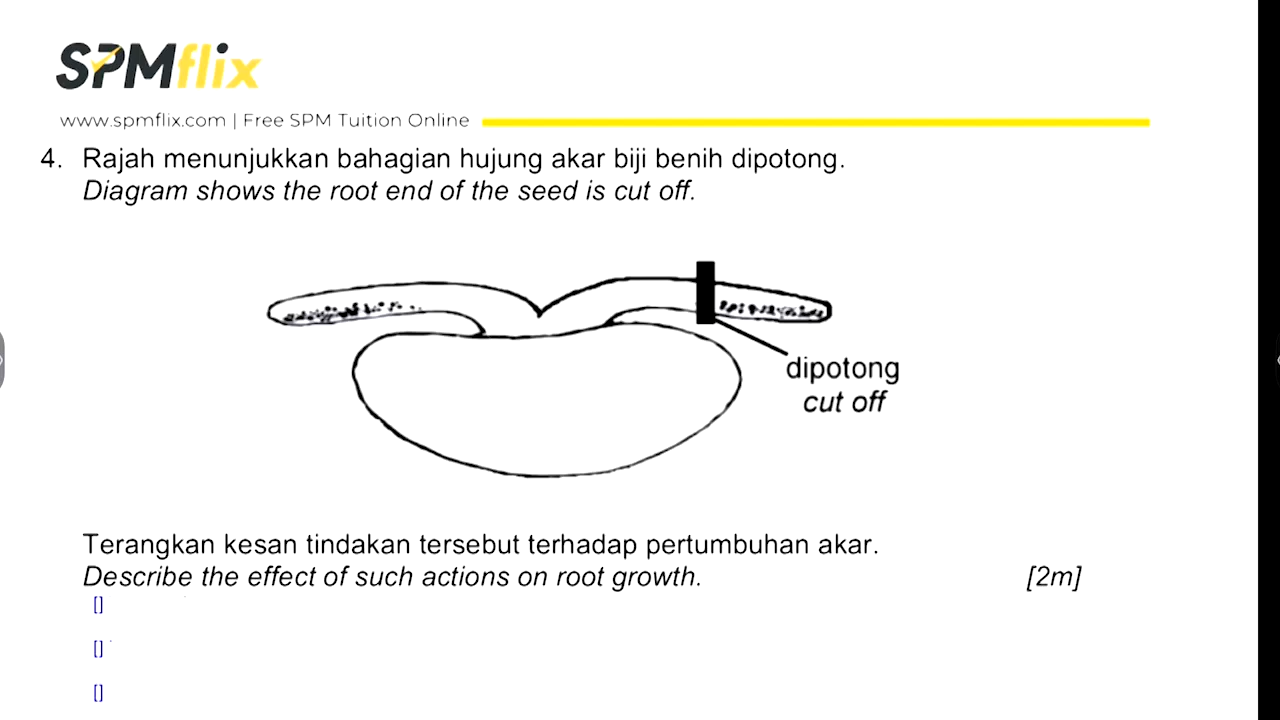 SPMflix
www.spmflix.com | Free SPM Tuition Online
4. Rajah menunjukkan bahagian hujung akar biji benih dipotong.
Diagram shows the root end of the seed is cut off.
dipotong
cut off
Terangkan kesan tindakan tersebut terhadap pertumbuhan akar.
Describe the effect of such actions on root growth. [2m]
[]
[]
[]